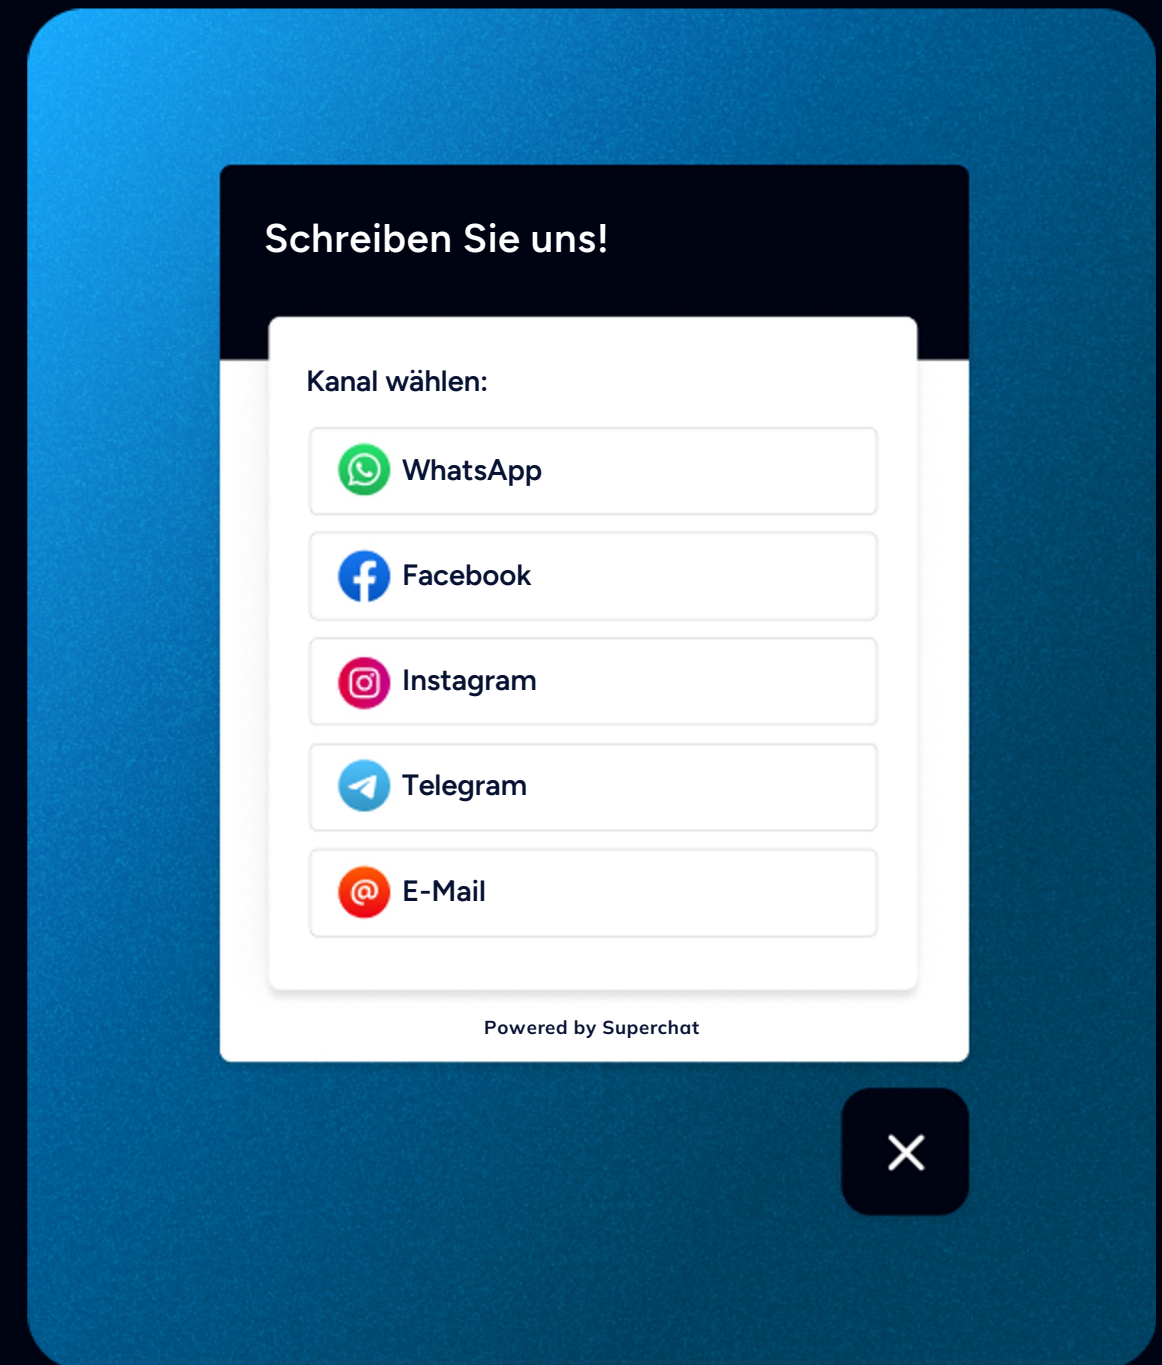 Schreiben Sie uns!
Kanal wählen:
WhatsApp
Facebook
Instagram
Telegram
E-Mail
Powered by Superchat